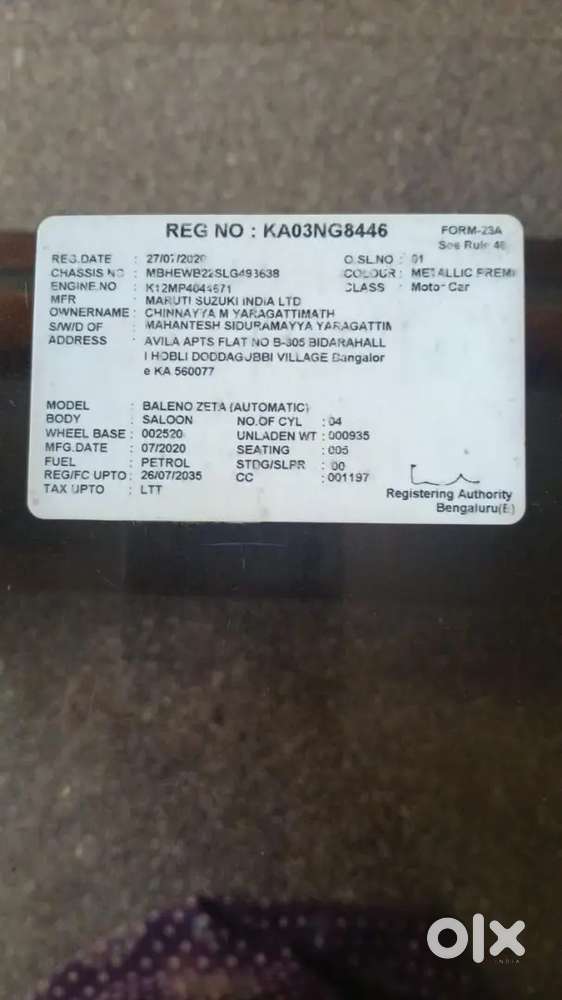 REG NO : KA03NG8446
FORM-23A
See Rule 48
REG.DATE : 27/07/2020 O.SL.NO : 01
CHASSIS NO : COLOUR : METALLIC PREMI
ENGINE.NO : CLASS : Motor Car
MFR : MARUTI SUZUKI INDIA LTD
OWNERNAME : CHINNAYYA M YARAGATTIMATH
S/W/D OF : MAHANTESH SIDURAMAYYA YARAGATTIM
ADDRESS : AVILA APTS FLAT NO B-305 BIDARAHALL
I HOBLI DODDAGUBBI VILLAGE Bangalor
e KA 560077
MODEL : BALENO ZETA (AUTOMATIC)
BODY : SALOON NO.OF CYL : 04
WHEEL BASE : 002520 UNLADEN WT : 000935
MFG.DATE : 07/2020 SEATING : 005
FUEL : PETROL STDG/SLPR : 00
REG/FC UPTO : 26/07/2035 CC : 001197
TAX UPTO : LTT
Registering Authority
Bengaluru(E)
olx
INDIA